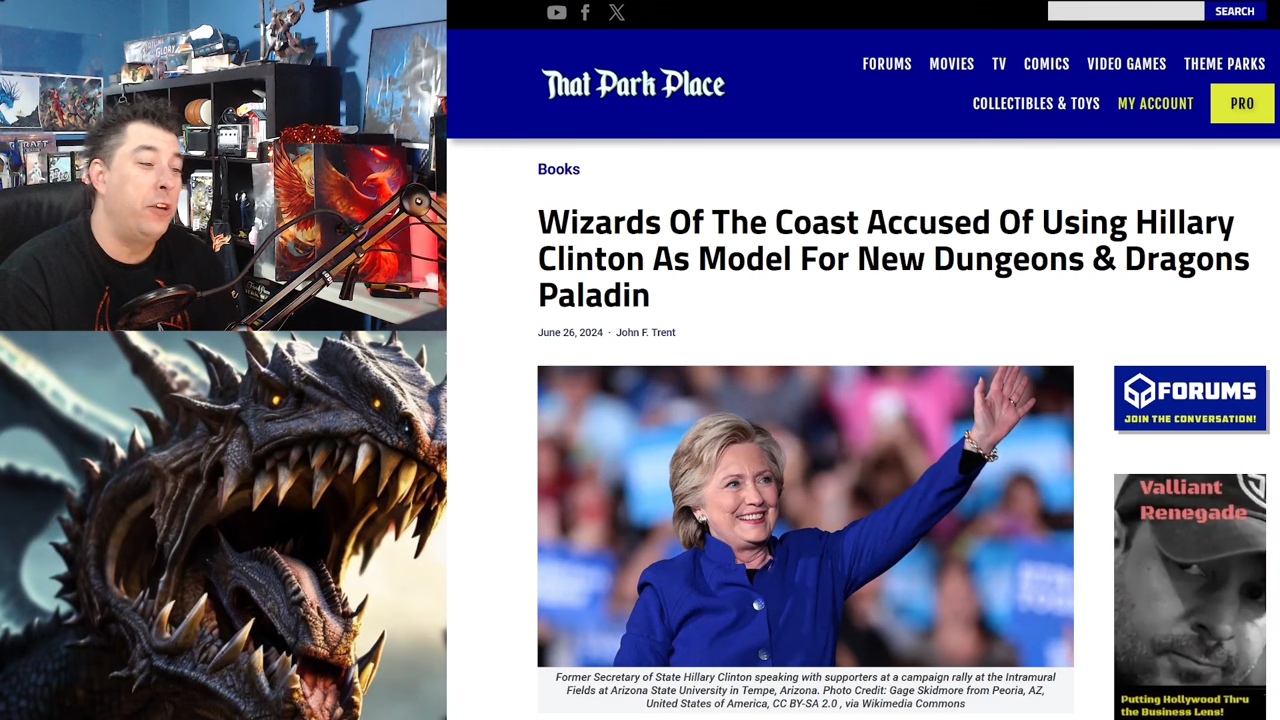 SEARCH
That Park Place
FORUMS MOVIES TV COMICS VIDEO GAMES THEME PARKS
COLLECTIBLES & TOYS MY ACCOUNT PRO
Books
Wizards Of The Coast Accused Of Using Hillary
Clinton As Model For New Dungeons & Dragons
Paladin
June 26, 2024 · John F. Trent
Former Secretary of State Hillary Clinton speaking with supporters at a campaign rally at the Intramural
Fields at Arizona State University in Tempe, Arizona. Photo Credit: Gage Skidmore from Peoria, AZ,
United States of America, CC BY-SA 2.0 , via Wikimedia Commons
FORUMS
JOIN THE CONVERSATION!
Valliant
Renegade
Putting Hollywood Thru
the Business Lens!
GLORY